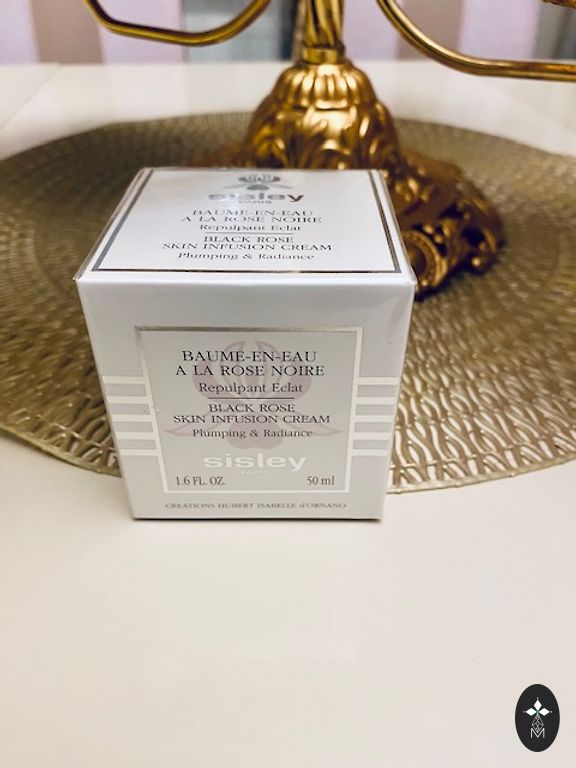 sisley
PARIS
BAUME-EN-EAU
A LA ROSE NOIRE
Repulpant Eclat
BLACK ROSE
SKIN INFUSION CREAM
Plumping & Radiance
BAUME-EN-EAU
A LA ROSE NOIRE
Repulpant Eclat
BLACK ROSE
SKIN INFUSION CREAM
Plumping & Radiance
sisley
PARIS
1.6 FL. OZ. 50 ml
CREATIONS HUBERT ISABELLE d'ORNANO
M